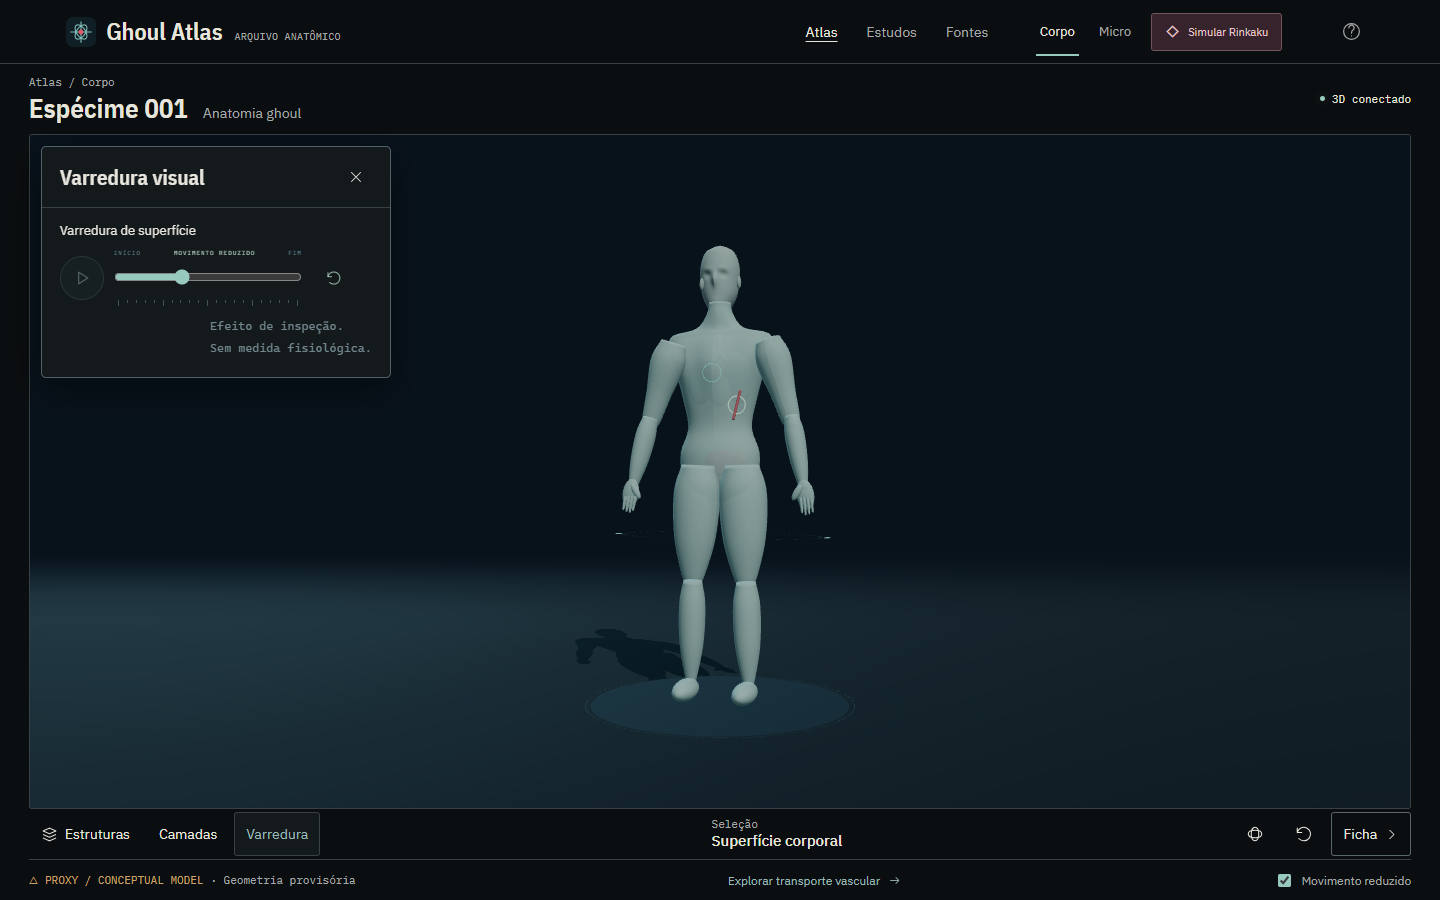 Ghoul Atlas ARQUIVO ANATÔMICO
Atlas Estudos Fontes Corpo Micro Simular Rinkaku
Atlas / Corpo
Espécime 001 Anatomia ghoul
3D conectado
Varredura visual
Varredura de superfície
INÍCIO MOVIMENTO REDUZIDO FIM
Efeito de inspeção.
Sem medida fisiológica.
Estruturas Camadas Varredura
Seleção
Superfície corporal
Ficha
PROXY / CONCEPTUAL MODEL · Geometria provisória
Explorar transporte vascular →
Movimento reduzido